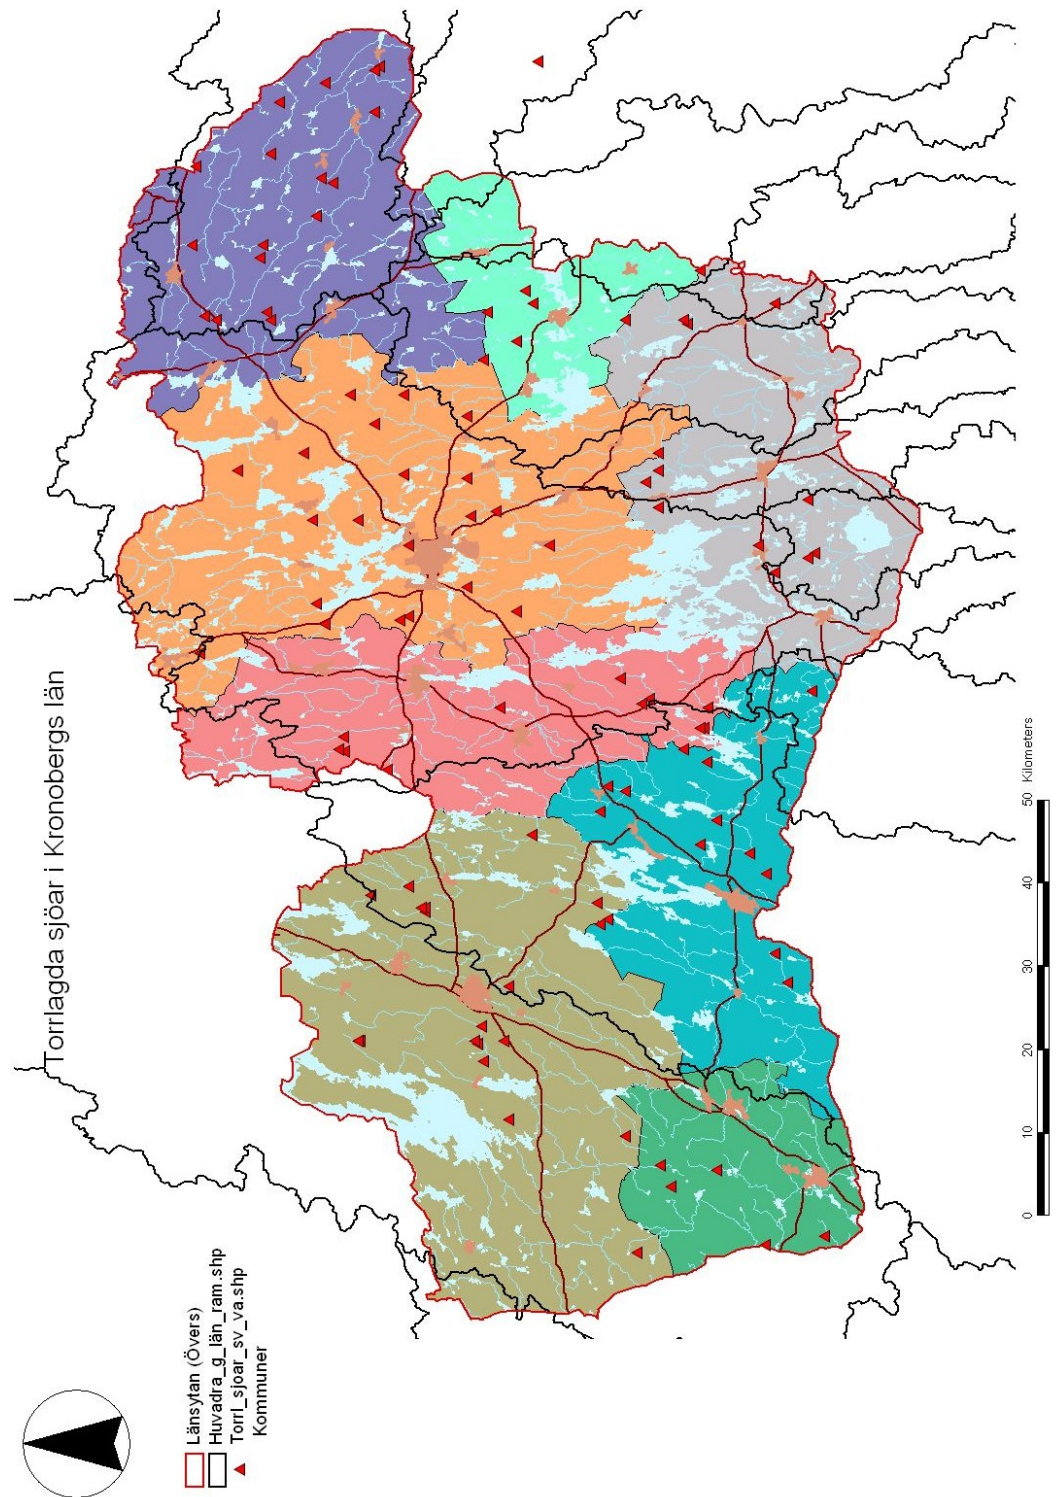 Torrlagda sjöar i Kronobergs län
Länsytan (Övers)
Huvadra_g_län_ram.shp
Torrl_sjoar_sv_va.shp
Kommuner
0 10 20 30 40 50 Kilometers